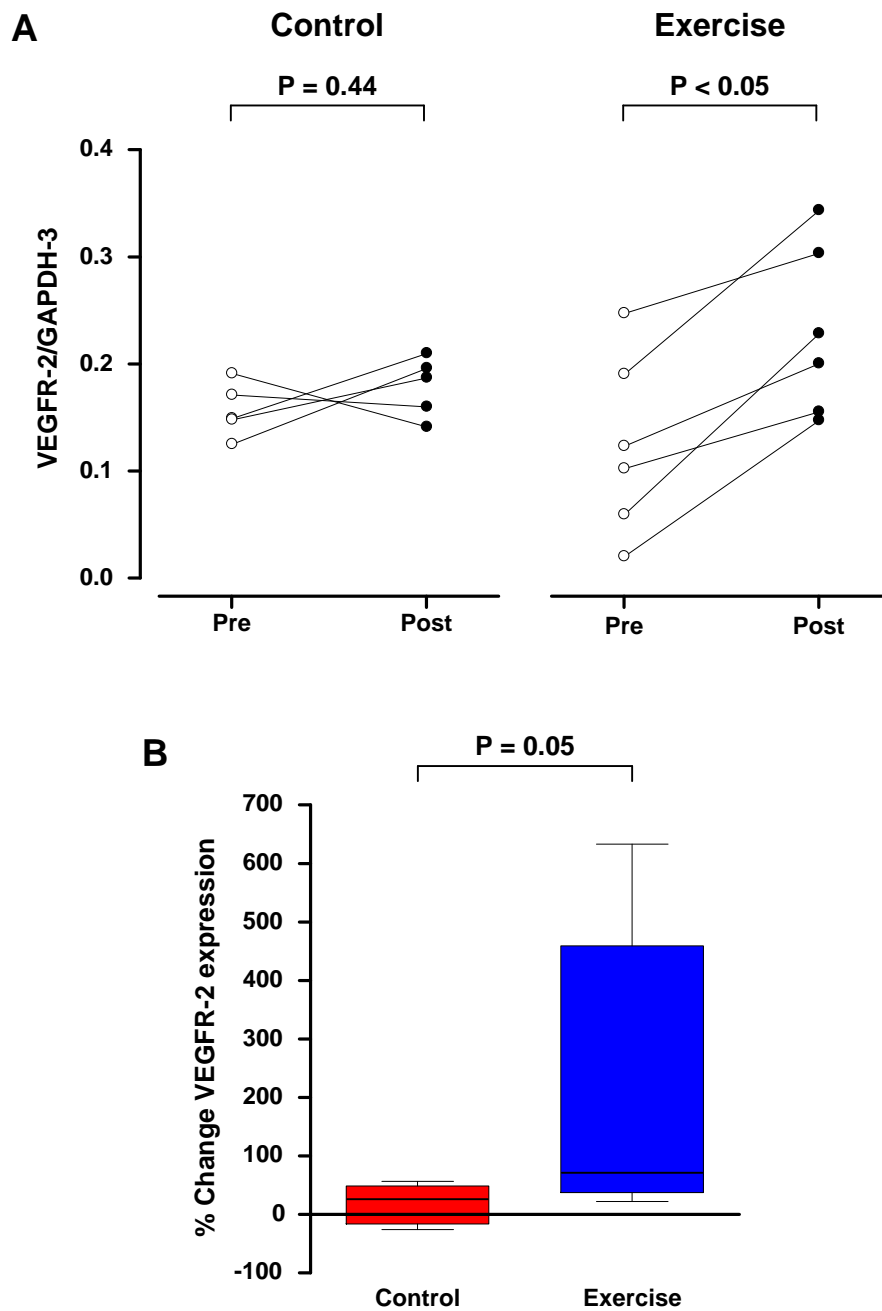 A
Control
Exercise
P = 0.44
P < 0.05
VEGFR-2/GAPDH-3
0.4
0.3
0.2
0.1
0.0
Pre
Post
Pre
Post
B
P = 0.05
% Change VEGFR-2 expression
700
600
500
400
300
200
100
0
-100
Control
Exercise